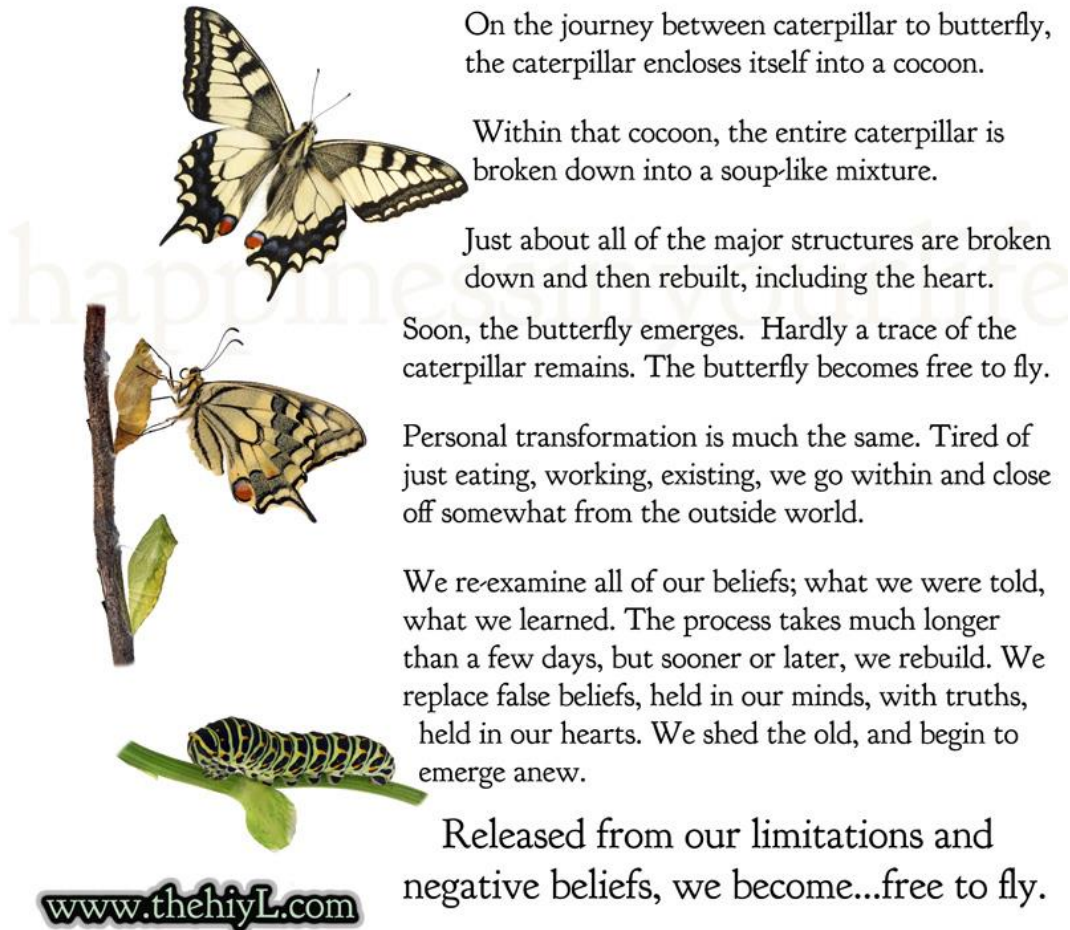 On the journey between caterpillar to butterfly,
the caterpillar encloses itself into a cocoon.
Within that cocoon, the entire caterpillar is
broken down into a soup-like mixture.
Just about all of the major structures are broken
down and then rebuilt, including the heart.
happinessinyourlife
Soon, the butterfly emerges.  Hardly a trace of the
caterpillar remains. The butterfly becomes free to fly.
Personal transformation is much the same. Tired of
just eating, working, existing, we go within and close
off somewhat from the outside world.
We re-examine all of our beliefs; what we were told,
what we learned. The process takes much longer
than a few days, but sooner or later, we rebuild. We
replace false beliefs, held in our minds, with truths,
held in our hearts. We shed the old, and begin to
emerge anew.
Released from our limitations and
negative beliefs, we become...free to fly.
www.thehiyL.com